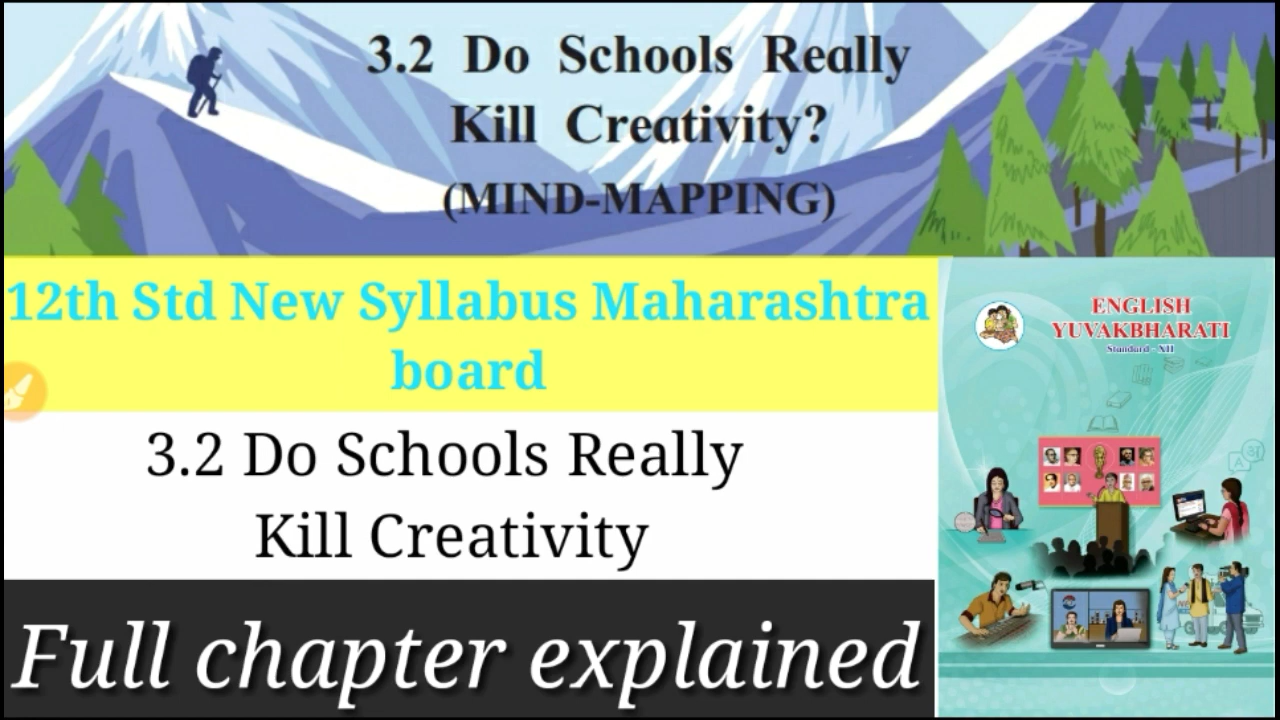 3.2 Do Schools Really
Kill Creativity?
(MIND-MAPPING)
12th Std New Syllabus Maharashtra
board
3.2 Do Schools Really
Kill Creativity
Full chapter explained
ENGLISH
YUVAKBHARATI
Standard - XII